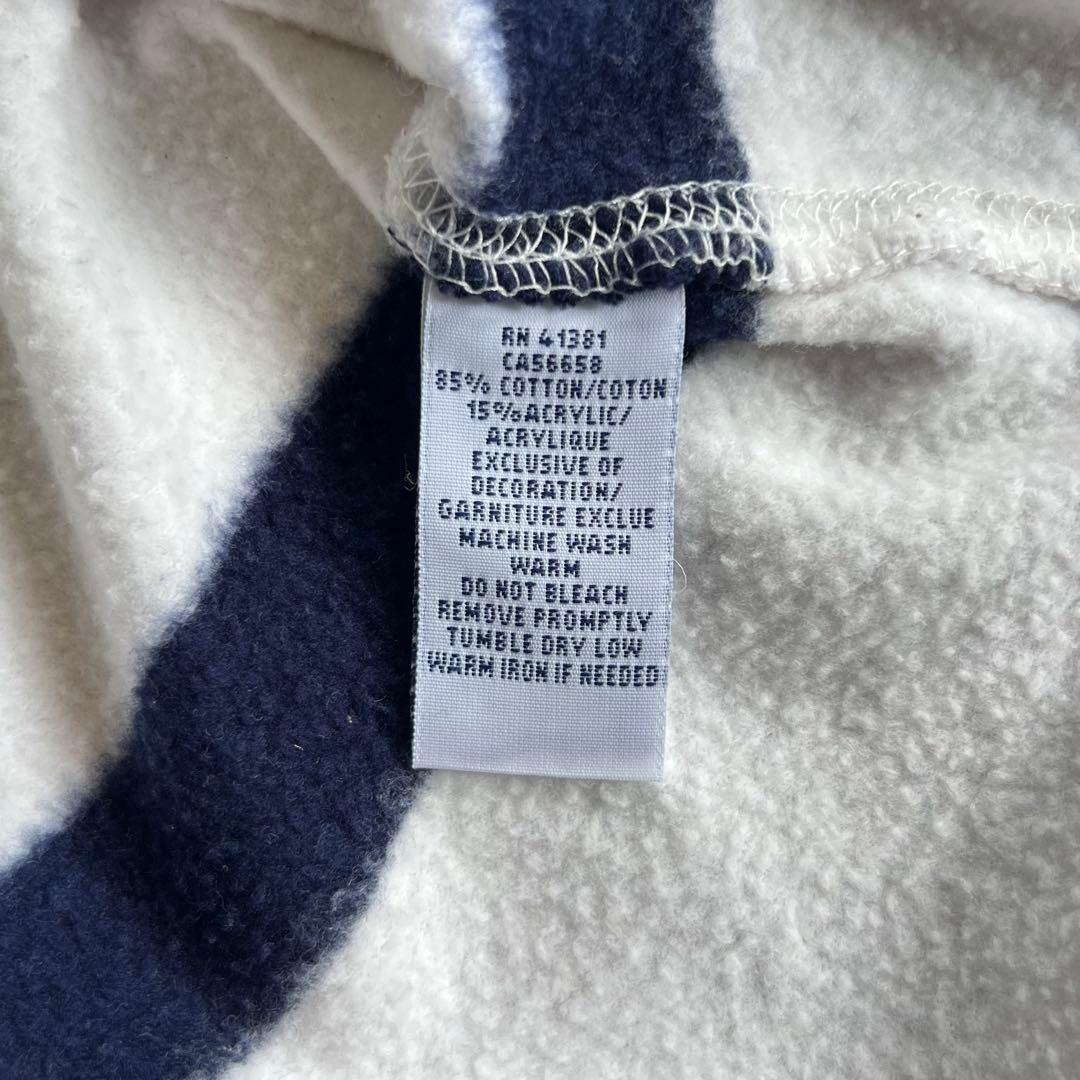 RN 41381
CA56658
85% COTTON/COTON
15%ACRYLIC/
ACRYLIQUE
EXCLUSIVE OF
DECORATION/
GARNITURE EXCLUE
MACHINE WASH
WARM
DO NOT BLEACH
REMOVE PROMPTLY
TUMBLE DRY LOW
WARM IRON IF NEEDED